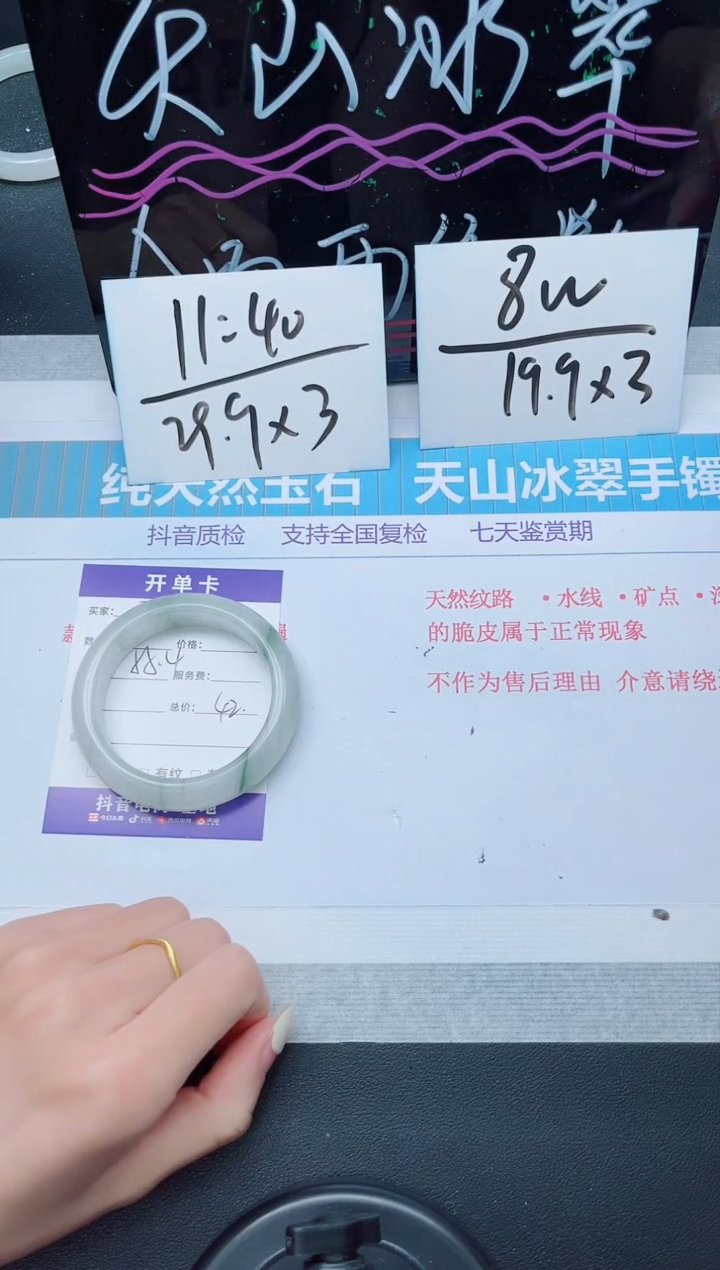 天山冰翠
11:40
29.9×3
8w
19.9×3
纯天然玉石 天山冰翠手镯
抖音质检 支持全国复检 七天鉴赏期
开单卡
买家:
价格:
服务费:
总价: 42.
有纹
天然纹路 •水线 •矿点 •
的脆皮属于正常现象
不作为售后理由 介意请绕